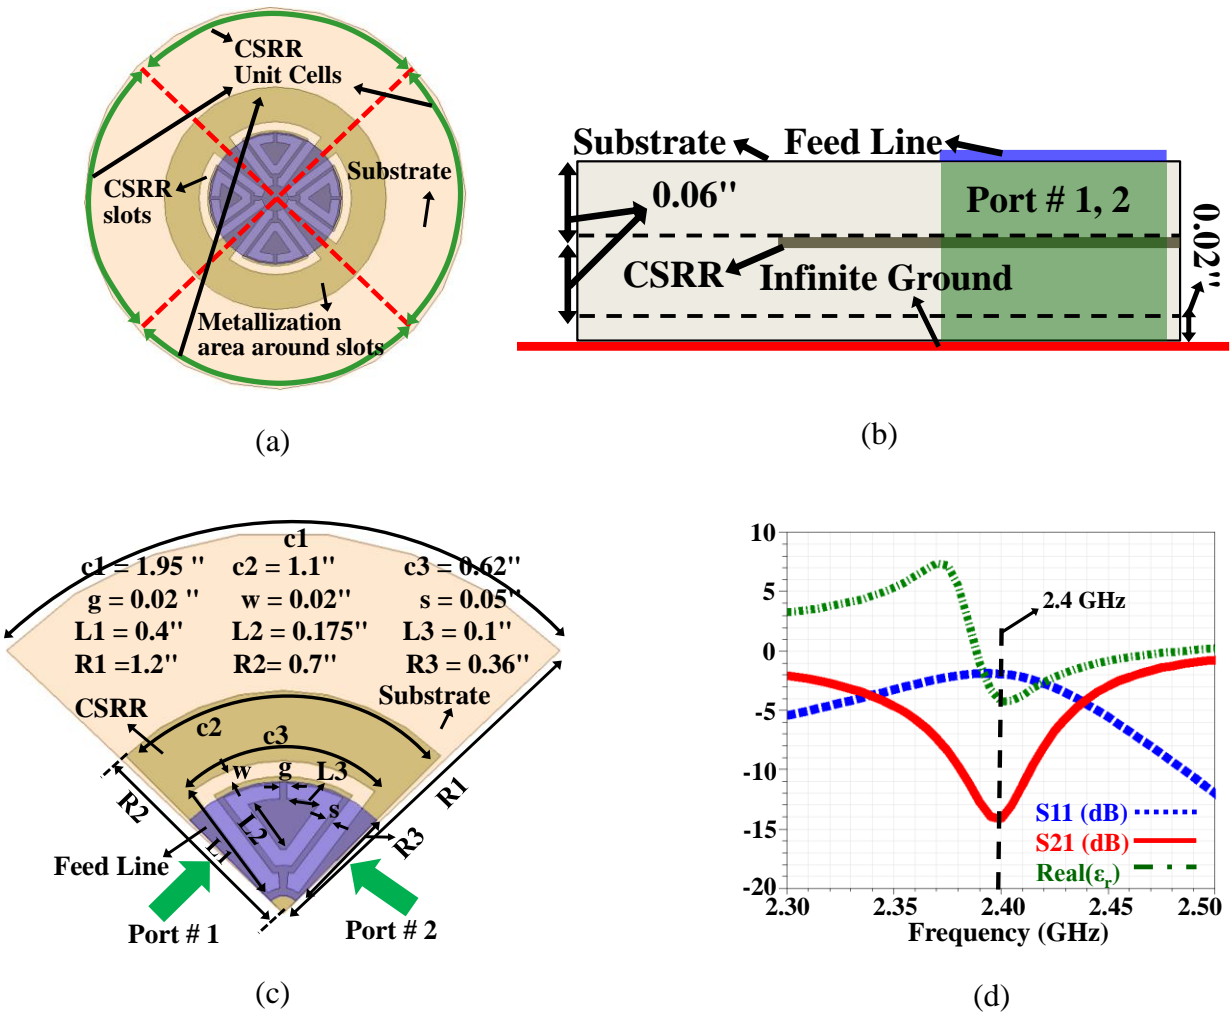 CSRR
Unit Cells
CSRR
slots
Substrate
Metallization
area around slots
(a)
Substrate
Feed Line
0.06"
Port # 1, 2
0.02"
CSRR
Infinite Ground
(b)
c1
c1 = 1.95 " c2 = 1.1" c3 = 0.62"
g = 0.02 " w = 0.02" s = 0.05"
L1 = 0.4" L2 = 0.175" L3 = 0.1"
R1 =1.2" R2= 0.7" R3 = 0.36"
CSRR
Substrate
c2
c3
w
g
L3
s
L2
L1
R2
R1
R3
Feed Line
Port # 1
Port # 2
(c)
10
5
0
-5
-10
-15
-20
2.4 GHz
S11 (dB)
S21 (dB)
Real(εr)
2.30 2.35 2.40 2.45 2.50
Frequency (GHz)
(d)